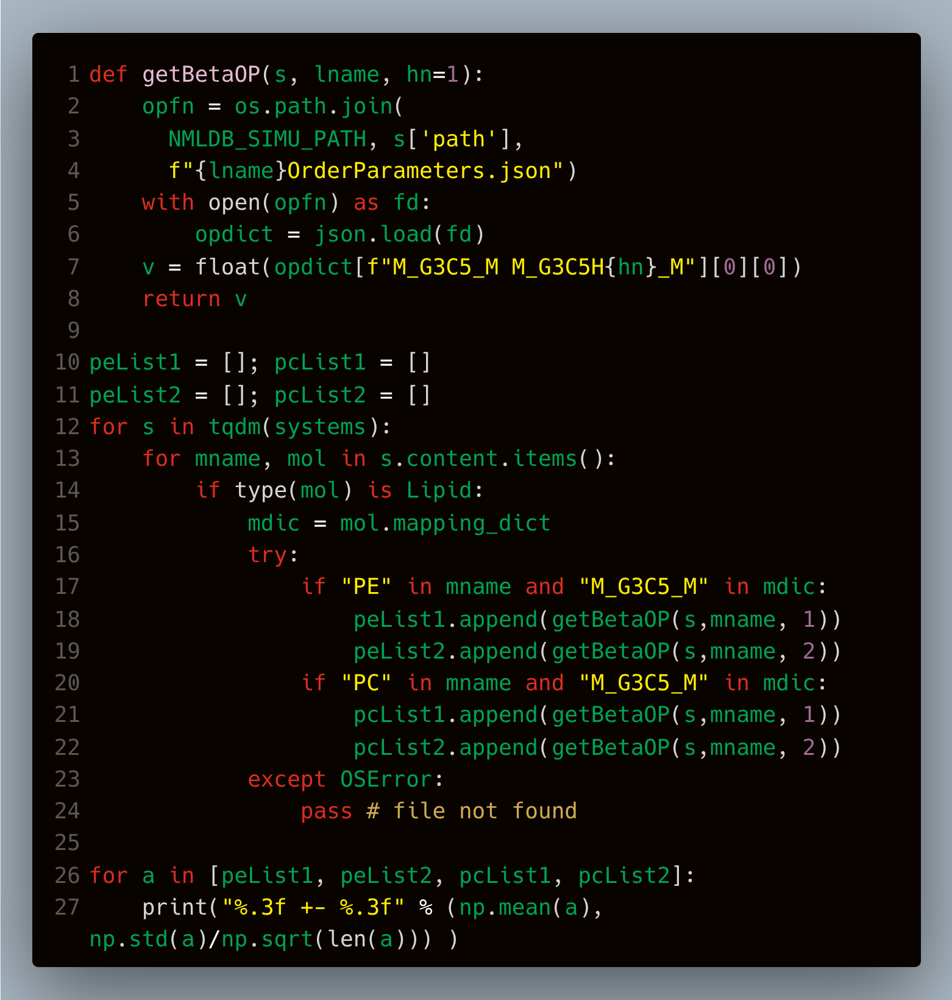 1 def getBetaOP(s, lname, hn=1):
2     opfn = os.path.join(
3       NMLDB_SIMU_PATH, s['path'],
4       f"{lname}OrderParameters.json")
5     with open(opfn) as fd:
6         opdict = json.load(fd)
7     v = float(opdict[f"M_G3C5_M M_G3C5H{hn}_M"][0][0])
8     return v
9
10 peList1 = []; pcList1 = []
11 peList2 = []; pcList2 = []
12 for s in tqdm(systems):
13     for mname, mol in s.content.items():
14         if type(mol) is Lipid:
15             mdic = mol.mapping_dict
16             try:
17                 if "PE" in mname and "M_G3C5_M" in mdic:
18                     peList1.append(getBetaOP(s,mname, 1))
19                     peList2.append(getBetaOP(s,mname, 2))
20                 if "PC" in mname and "M_G3C5_M" in mdic:
21                     pcList1.append(getBetaOP(s,mname, 1))
22                     pcList2.append(getBetaOP(s,mname, 2))
23             except OSError:
24                 pass # file not found
25
26 for a in [peList1, peList2, pcList1, pcList2]:
27     print("%.3f +- %.3f" % (np.mean(a),
np.std(a)/np.sqrt(len(a))) )